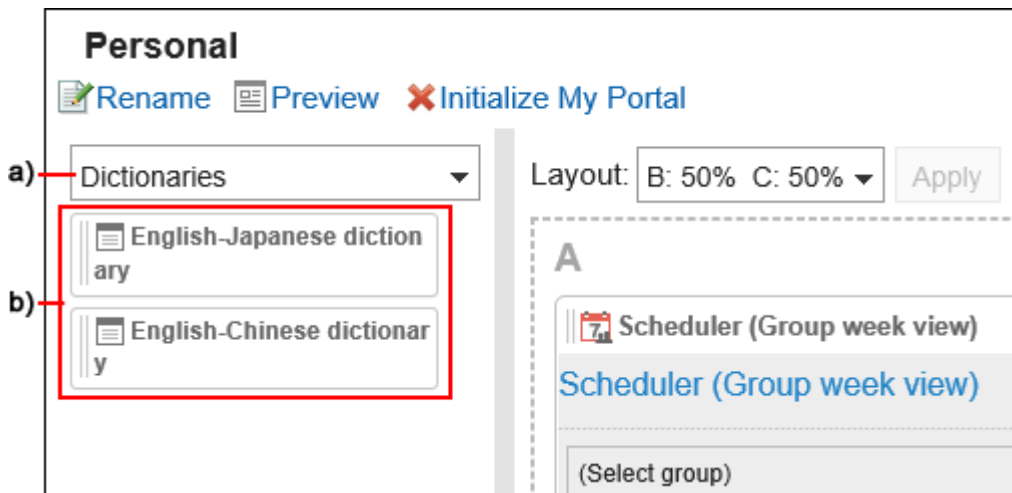 Personal
Rename Preview Initialize My Portal
a) Dictionaries
Layout: B: 50% C: 50% Apply
b)
English-Japanese diction
ary
English-Chinese dictionar
y
A
7 Scheduler (Group week view)
Scheduler (Group week view)
(Select group)